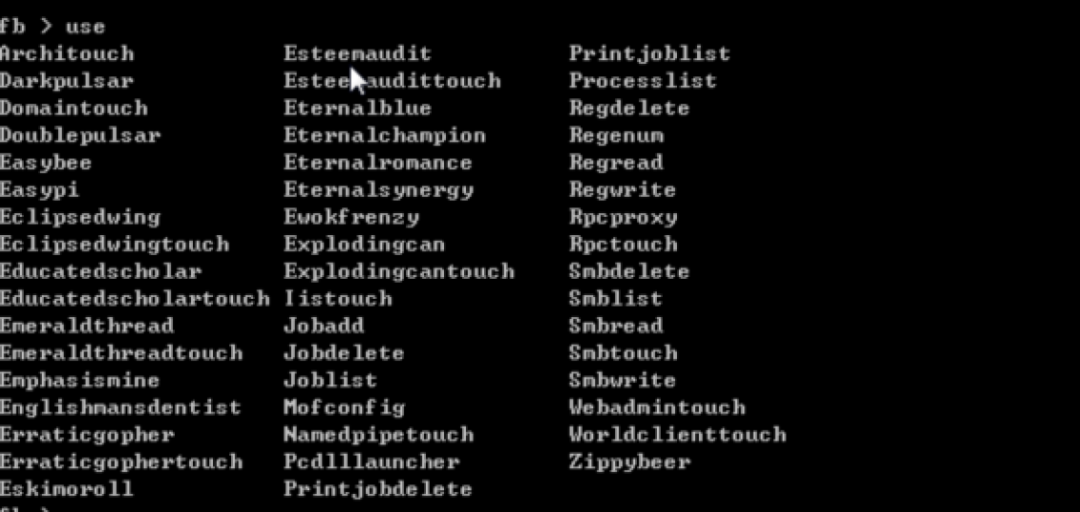 fb > use
Architouch Esteemaudit Printjoblist
Darkpulsar Esteemaudittouch Processlist
Domaintouch Eternalblue Regdelete
Doublepulsar Eternalchampion Regenum
Easybee Eternalromance Regread
Easypi Eternalsynergy Regwrite
Eclipsedwing Ewokfrenzy Rpcproxy
Eclipsedwingtouch Explodingcan Rpctouch
Educatedscholar Explodingcantouch Smbdelete
Educatedscholartouch Iistouch Smblist
Emeraldthread Jobadd Smbread
Emeraldthreadtouch Jobdelete Smbtouch
Emphasismine Joblist Smbwrite
Englishmansdentist Mofconfig Webadmintouch
Erraticgopher Namedpipetouch Worldclienttouch
Erraticgophertouch Pcdlllauncher Zippybeer
Eskimoroll Printjobdelete